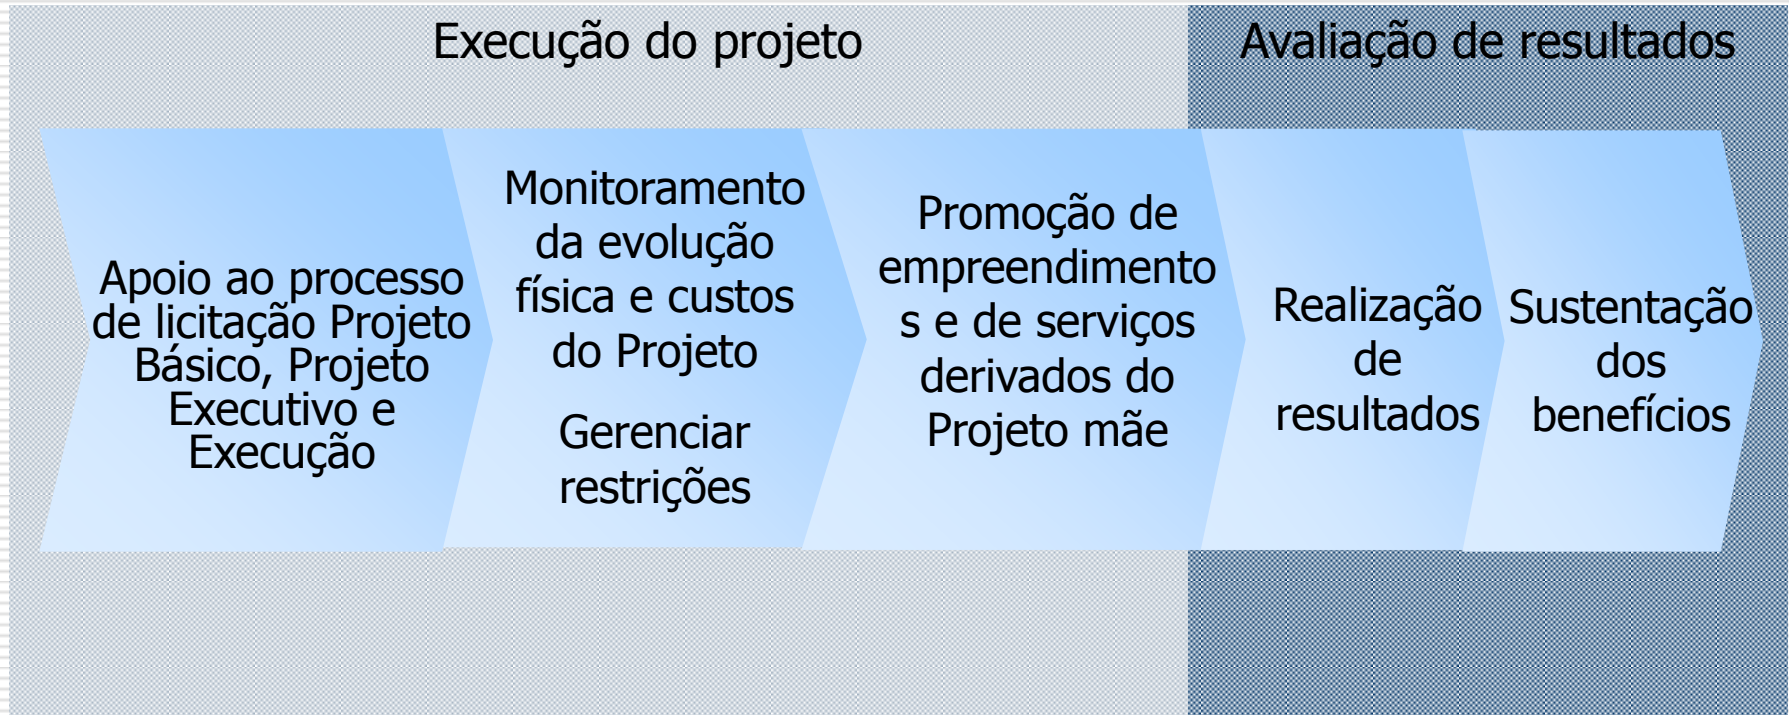 Execução do projeto
Avaliação de resultados
Apoio ao processo
de licitação Projeto
Básico, Projeto
Executivo e
Execução
Monitoramento
da evolução
física e custos
do Projeto
Gerenciar
restrições
Promoção de
empreendimento
s e de serviços
derivados do
Projeto mãe
Realização
de
resultados
Sustentação
dos
benefícios